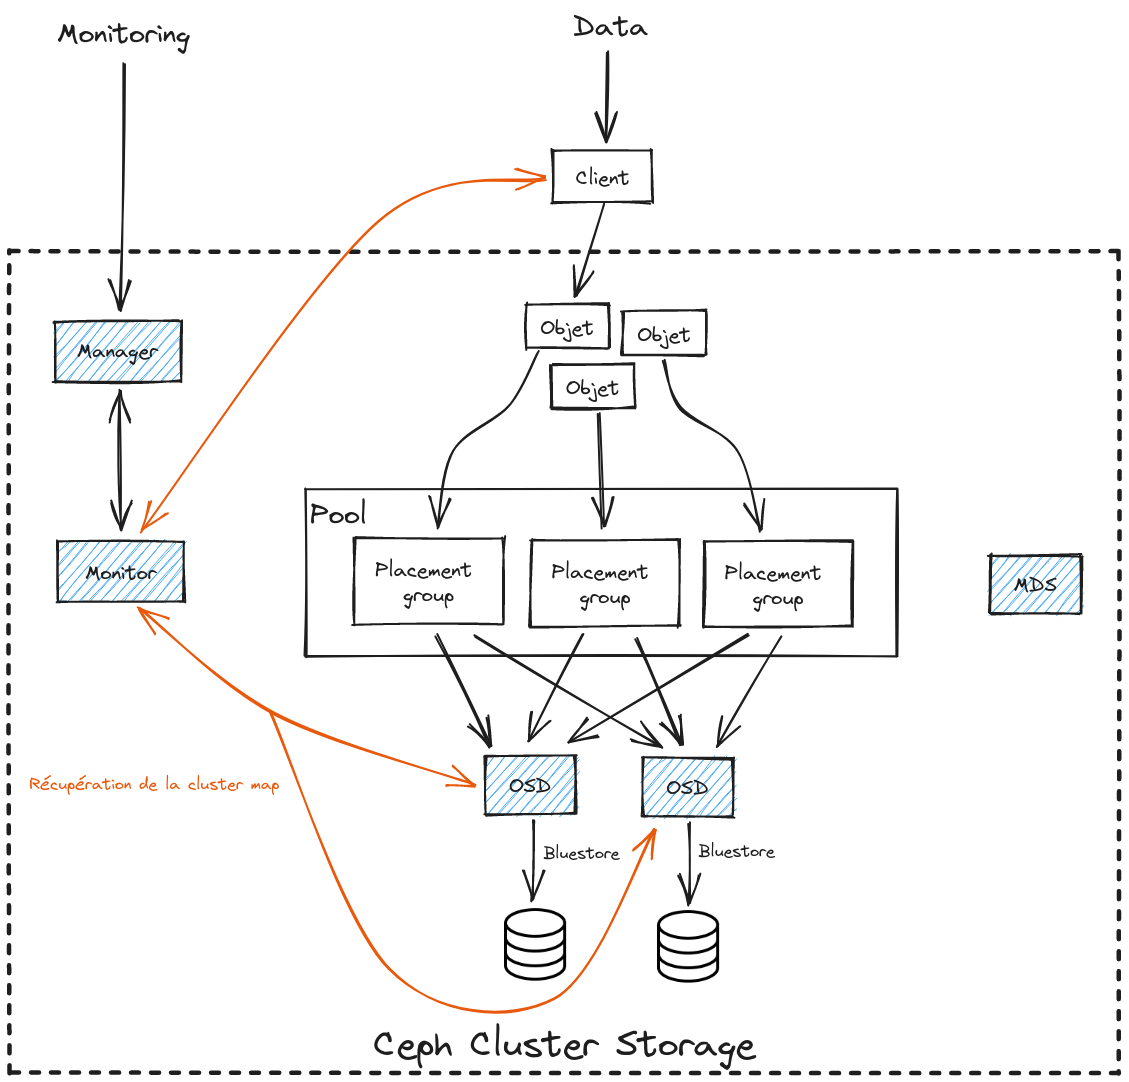 Monitoring
Data
Client
Objet
Objet
Objet
Manager
Pool
Placement
group
Placement
group
Placement
group
Monitor
MDS
OSD
OSD
Récupération de la cluster map
Bluestore
Bluestore
Ceph Cluster Storage